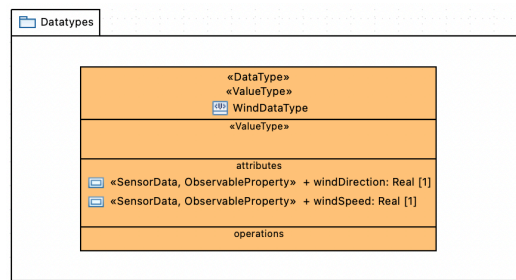 Datatypes
«DataType»
«ValueType»
WindDataType
«ValueType»
attributes
«SensorData, ObservableProperty» + windDirection: Real [1]
«SensorData, ObservableProperty» + windSpeed: Real [1]
operations